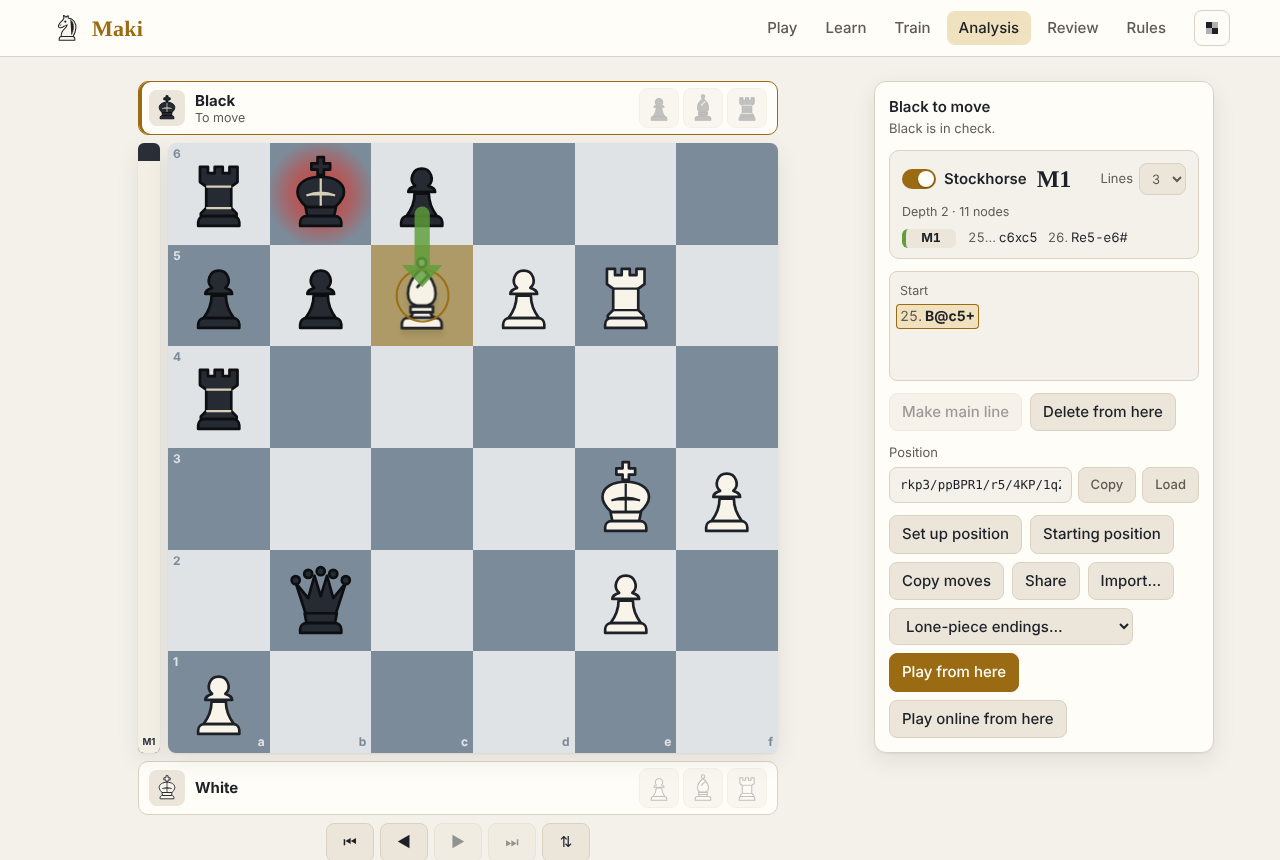 Maki
Play Learn Train Analysis Review Rules
Black
To move
Black to move
Black is in check.
Stockhorse M1 Lines 3
Depth 2 · 11 nodes
M1 25... c6xc5 26. Re5-e6#
Start
25. B@c5+
Make main line Delete from here
Position
rkp3/ppBPR1/r5/4KP/1q Copy Load
Set up position Starting position
Copy moves Share Import...
Lone-piece endings...
Play from here
Play online from here
6
5
4
3
2
1
a b c d e f
M1
White